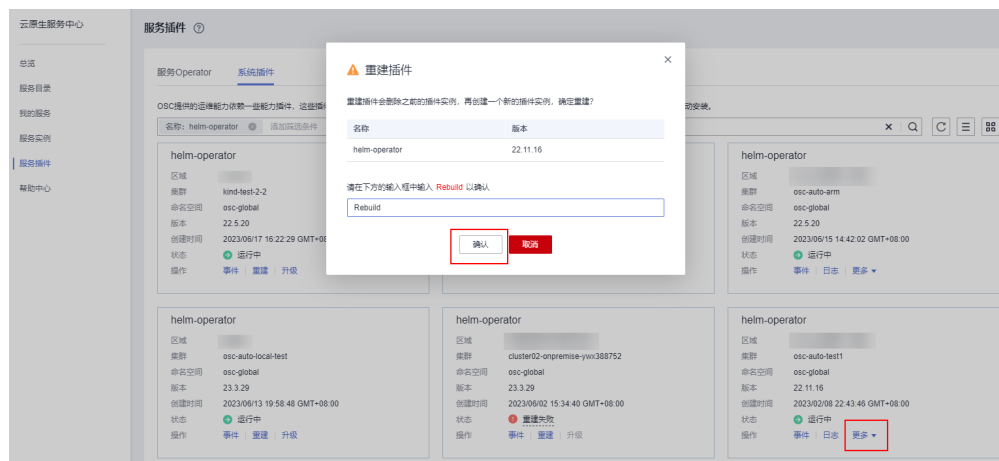 云原生服务中心
总览
服务目录
我的服务
服务实例
服务插件
帮助中心
服务插件
服务Operator 系统插件
OSC提供的运维能力依赖一些能力插件，这些插件
动安装。
名称：helm-operator 添加筛选条件
重建插件
重建插件会删除之前的插件实例，再创建一个新的插件实例，确定重建？
名称 版本
helm-operator 22.11.16
请在下方的输入框中输入 Rebuild 以确认
Rebuild
确认 取消
helm-operator
区域
集群 kind-test-2-2
命名空间 osc-global
版本 22.5.20
创建时间 2023/06/17 16:22:29 GMT+08
状态 运行中
操作 事件 重建 升级
helm-operator
区域
集群 osc-auto-arm
命名空间 osc-global
版本 22.5.20
创建时间 2023/06/15 14:42:02 GMT+08:00
状态 运行中
操作 事件 日志 更多
helm-operator
区域
集群 osc-auto-local-test
命名空间 osc-global
版本 23.3.29
创建时间 2023/06/13 19:58:48 GMT+08:00
状态 运行中
操作 事件 重建 升级
helm-operator
区域
集群 cluster02-onpremise-ywx388752
命名空间 osc-global
版本 23.3.29
创建时间 2023/06/02 15:34:40 GMT+08:00
状态 重建失败
操作 事件 重建 升级
helm-operator
区域
集群 osc-auto-test1
命名空间 osc-global
版本 22.11.16
创建时间 2023/02/08 22:43:46 GMT+08:00
状态 运行中
操作 事件 日志 更多